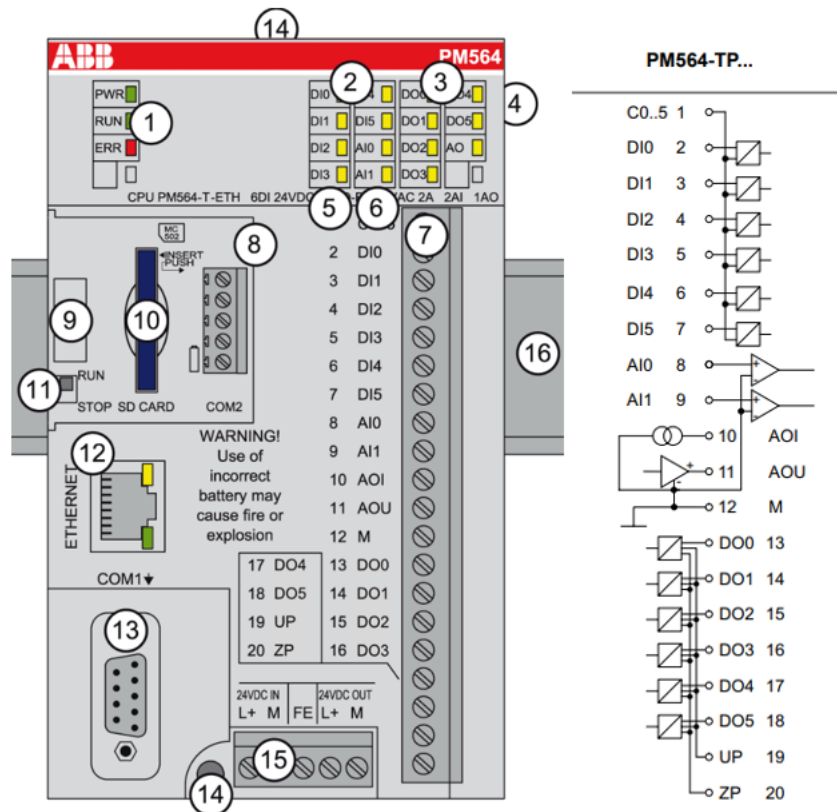 14
ABB PM564
PWR
RUN
ERR
1
2
3
4
DI0 DO0
DI1 DI5 DO1 DO5
DI2 AI0 DO2 AO
DI3 AI1 DO3
CPU PM564-T-ETH 6DI 24VDC AC 2A 2AI 1AO
5
6
7
8
MC
502
INSERT
PUSH
9
10
11
RUN
STOP SD CARD COM2
2 DI0
3 DI1
4 DI2
5 DI3
6 DI4
7 DI5
8 AI0
9 AI1
10 AOI
11 AOU
12 M
13 DO0
14 DO1
15 DO2
16 DO3
17 DO4
18 DO5
19 UP
20 ZP
16
12
ETHERNET
WARNING!
Use of
incorrect
battery may
cause fire or
explosion
COM1
13
24VDC IN 24VDC OUT
L+ M FE L+ M
15
14
PM564-TP...
C0..5 1
DI0 2
DI1 3
DI2 4
DI3 5
DI4 6
DI5 7
AI0 8
AI1 9
+
-
+
-
10 AOI
+
-
11 AOU
12 M
DO0 13
DO1 14
DO2 15
DO3 16
DO4 17
DO5 18
UP 19
ZP 20